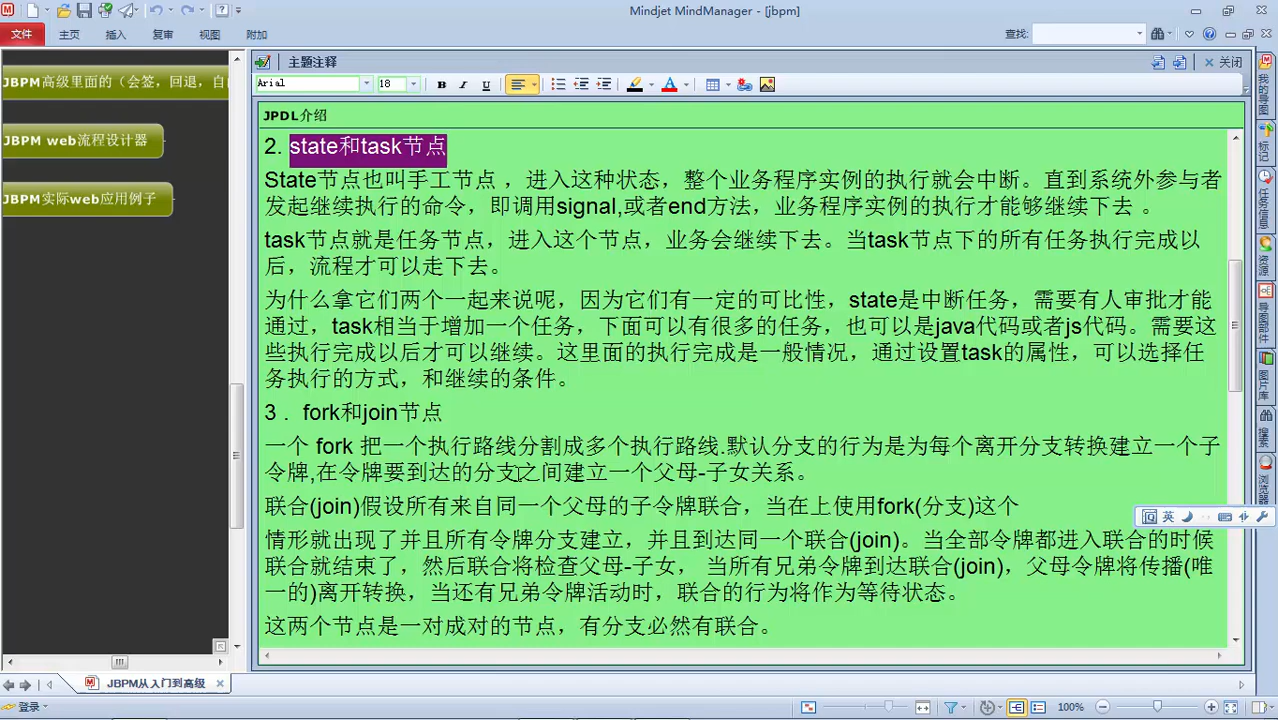 Mindjet MindManager - [jbpm]
文件 主页 插入 复审 视图 附加 查找:
JBPM高级里面的（会签，回退，自
JBPM web流程设计器
JBPM实际web应用例子
主题注释 关闭
Arial 18 B I U
JPDL介绍
2. state和task节点
State节点也叫手工节点 ，进入这种状态，整个业务程序实例的执行就会中断。直到系统外参与者
发起继续执行的命令，即调用signal,或者end方法，业务程序实例的执行才能够继续下去 。
task节点就是任务节点，进入这个节点，业务会继续下去。当task节点下的所有任务执行完成以
后，流程才可以走下去。
为什么拿它们两个一起来说呢，因为它们有一定的可比性，state是中断任务，需要有人审批才能
通过，task相当于增加一个任务，下面可以有很多的任务，也可以是java代码或者js代码。需要这
些执行完成以后才可以继续。这里面的执行完成是一般情况，通过设置task的属性，可以选择任
务执行的方式，和继续的条件。
3． fork和join节点
一个 fork 把一个执行路线分割成多个执行路线.默认分支的行为是为每个离开分支转换建立一个子
令牌,在令牌要到达的分支之间建立一个父母-子女关系。
联合(join)假设所有来自同一个父母的子令牌联合，当在上使用fork(分支)这个
情形就出现了并且所有令牌分支建立，并且到达同一个联合(join)。当全部令牌都进入联合的时候
联合就结束了，然后联合将检查父母-子女， 当所有兄弟令牌到达联合(join)，父母令牌将传播(唯
一的)离开转换，当还有兄弟令牌活动时，联合的行为将作为等待状态。
这两个节点是一对成对的节点，有分支必然有联合。
我的导图
标记
任务信息
资源
导图部件
图片库
搜索
浏览器
英
JBPM从入门到高级
登录 100%